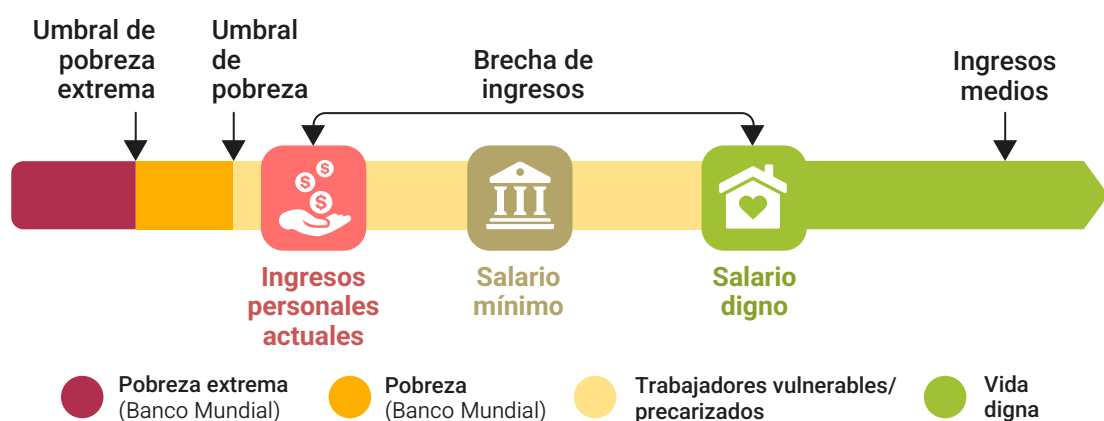 Umbral de
pobreza
extrema
Umbral
de
pobreza
Brecha de
ingresos
Ingresos
medios
$
$
$
Ingresos
personales
actuales
Salario
mínimo
Salario
digno
Pobreza extrema
(Banco Mundial)
Pobreza
(Banco Mundial)
Trabajadores vulnerables/
precarizados
Vida
digna